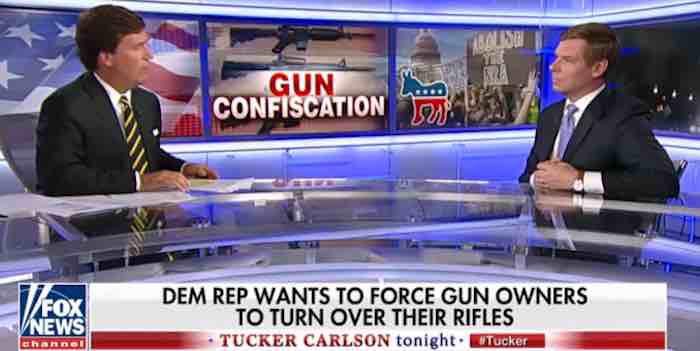 GUN
CONFISCATION
ABOLISH
THE
NRA
DEM REP WANTS TO FORCE GUN OWNERS
TO TURN OVER THEIR RIFLES
FOX
NEWS
channel
TUCKER CARLSON tonight
#Tucker